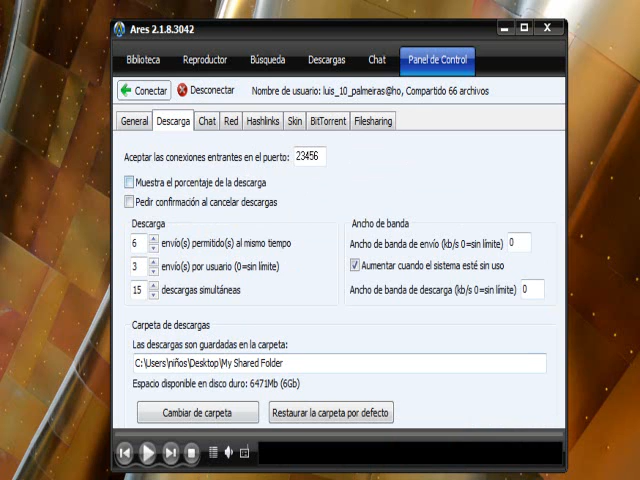 Ares 2.1.8.3042
Biblioteca Reproductor Búsqueda Descargas Chat Panel de Control
Conectar Desconectar Nombre de usuario: luis_10_palmeiras@ho, Compartido 66 archivos
General Descarga Chat Red Hashlinks Skin BitTorrent Filesharing
Aceptar las conexiones entrantes en el puerto: 23456
Muestra el porcentaje de la descarga
Pedir confirmación al cancelar descargas
Descarga
6 envío(s) permitido(s) al mismo tiempo
3 envío(s) por usuario (0=sin límite)
15 descargas simultáneas
Ancho de banda
Ancho de banda de envío (kb/s 0=sin límite) 0
Aumentar cuando el sistema esté sin uso
Ancho de banda de descarga (kb/s 0=sin límite) 0
Carpeta de descargas
Las descargas son guardadas en la carpeta:
C:\Users\niños\Desktop\My Shared Folder
Espacio disponible en disco duro: 6471Mb (6Gb)
Cambiar de carpeta Restaurar la carpeta por defecto